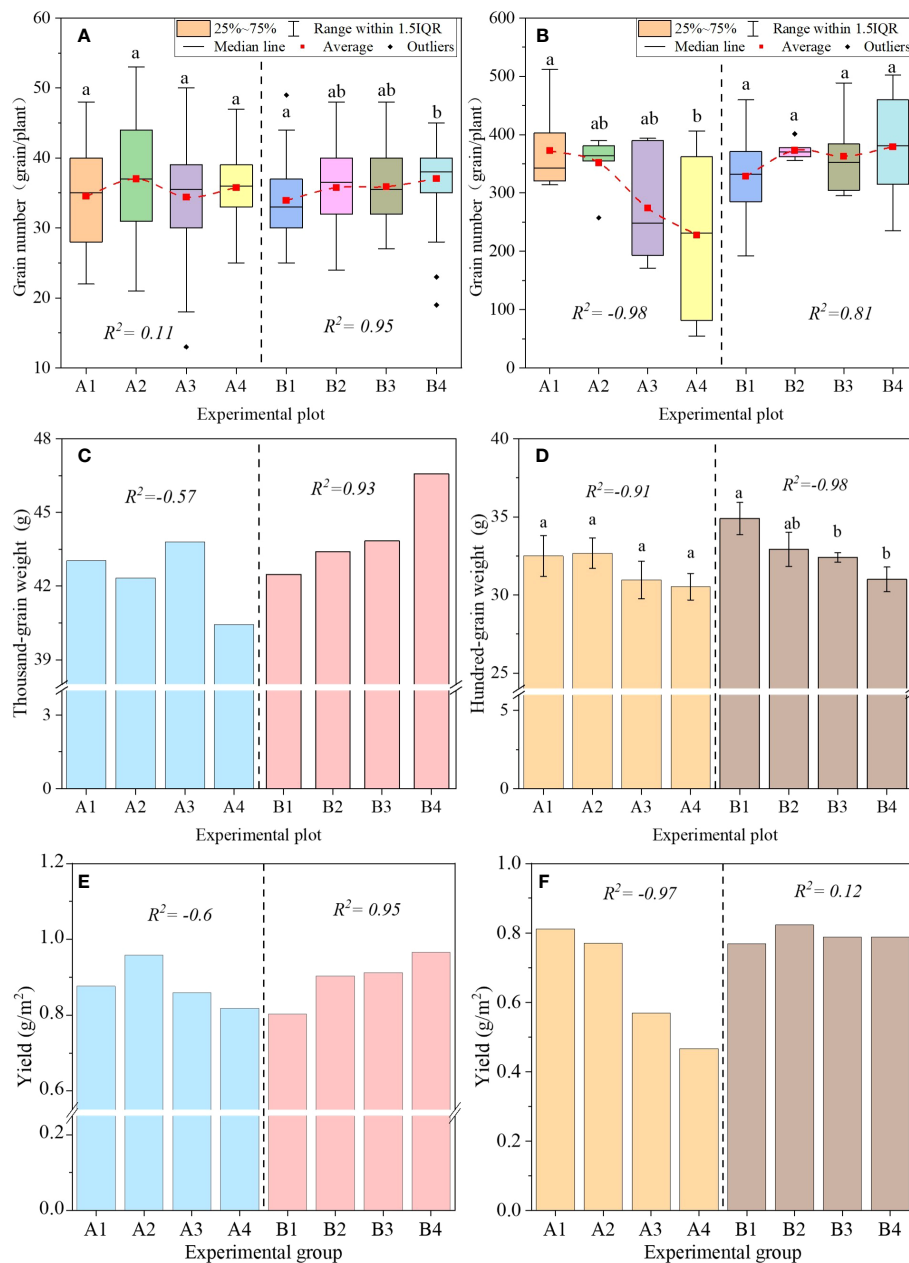 A
25%~75% Range within 1.5IQR
Median line Average Outliers
Grain number（grain/plant）
60
50
40
30
20
10
a a a a a ab ab b
R²= 0.11
R²= 0.95
A1 A2 A3 A4 B1 B2 B3 B4
Experimental plot
B
25%~75% Range within 1.5IQR
Median line Average Outliers
Grain number（grain/plant）
600
500
400
300
200
100
0
a ab ab b a a a a
R²= -0.98
R²= 0.81
A1 A2 A3 A4 B1 B2 B3 B4
Experimental plot
C
Thousand-grain weight (g)
48
45
42
39
3
0
R²=-0.57
R²=0.93
A1 A2 A3 A4 B1 B2 B3 B4
Experimental plot
D
Hundred-grain weight (g)
40
35
30
25
5
0
R²=-0.91
R²=-0.98
a a a a a ab b b
A1 A2 A3 A4 B1 B2 B3 B4
Experimental plot
E
Yield (g/m²)
1.2
1.0
0.8
0.6
0.2
0.0
R²= -0.6
R²= 0.95
A1 A2 A3 A4 B1 B2 B3 B4
Experimental group
F
Yield (g/m²)
1.0
0.8
0.6
0.4
0.2
0.0
R²= -0.97
R²= 0.12
A1 A2 A3 A4 B1 B2 B3 B4
Experimental group